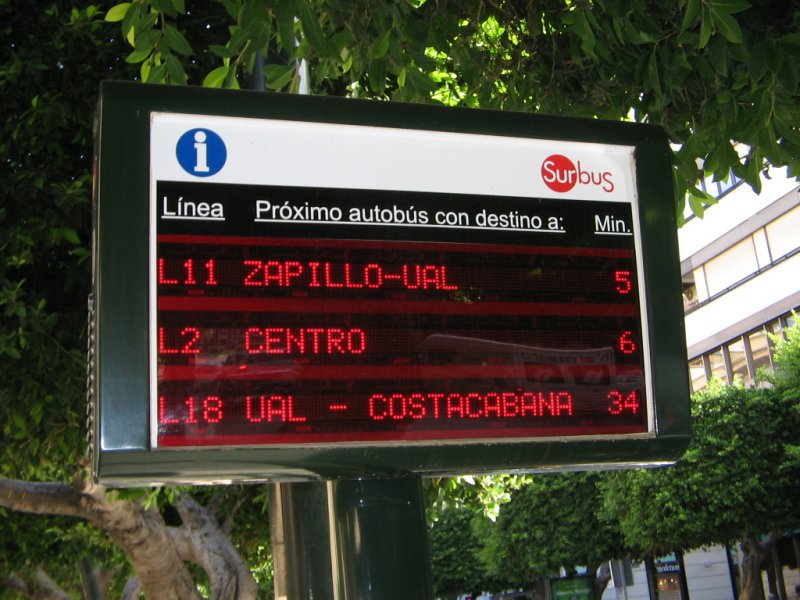 i
Surbus
Línea Próximo autobús con destino a: Min.
L11 ZAPILLO-UAL 5
L2 CENTRO 6
L18 UAL - COSTACABANA 34